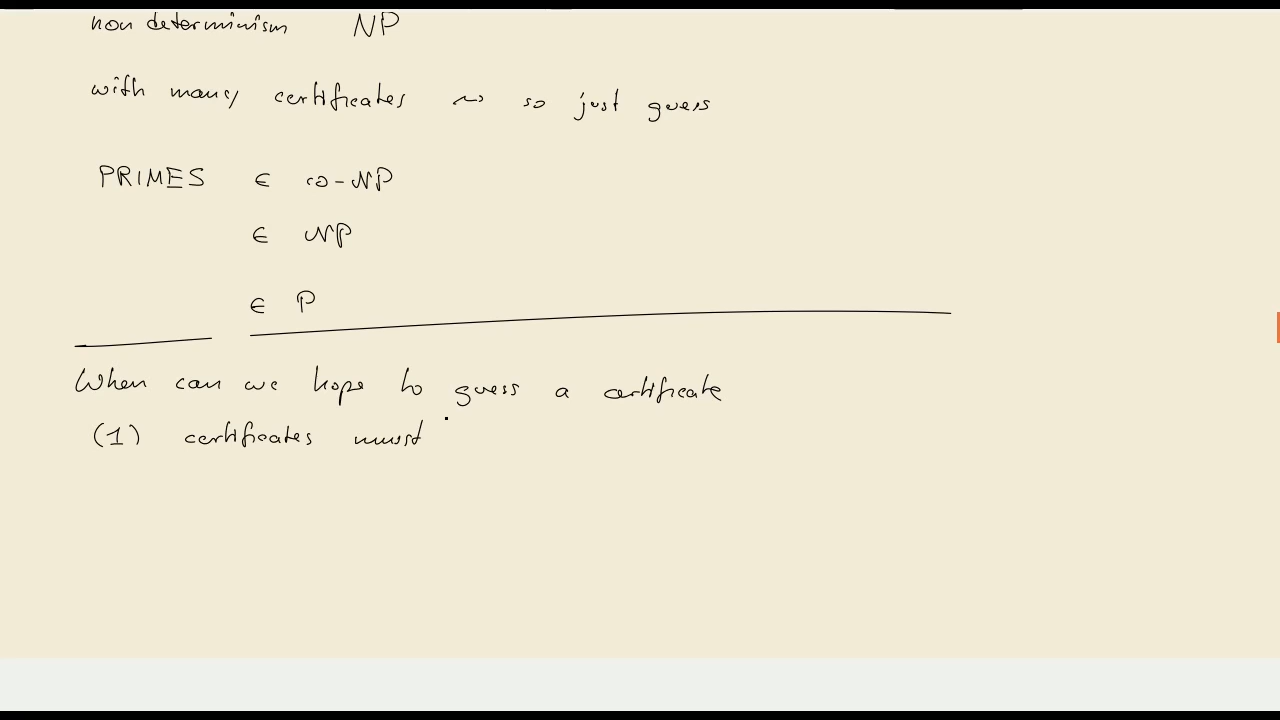 non determinism NP
with many certificates ~> so just guess
PRIMES ∈ co-NP
∈ NP
∈ P
When can we hope to guess a certificate
(1) certificates must